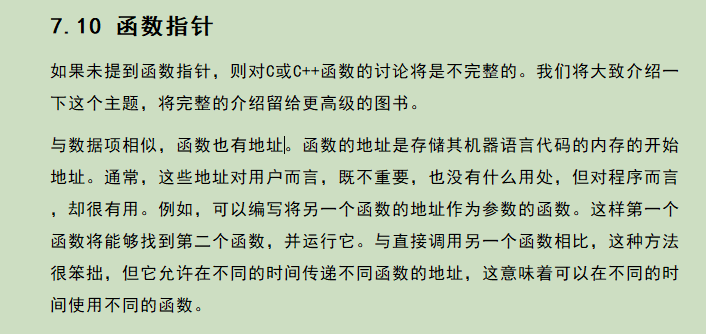 7.10 函数指针
如果未提到函数指针，则对C或C++函数的讨论将是不完整的。我们将大致介绍一
下这个主题，将完整的介绍留给更高级的图书。
与数据项相似，函数也有地址。函数的地址是存储其机器语言代码的内存的开始
地址。通常，这些地址对用户而言，既不重要，也没有什么用处，但对程序而言
，却很有用。例如，可以编写将另一个函数的地址作为参数的函数。这样第一个
函数将能够找到第二个函数，并运行它。与直接调用另一个函数相比，这种方法
很笨拙，但它允许在不同的时间传递不同函数的地址，这意味着可以在不同的时
间使用不同的函数。